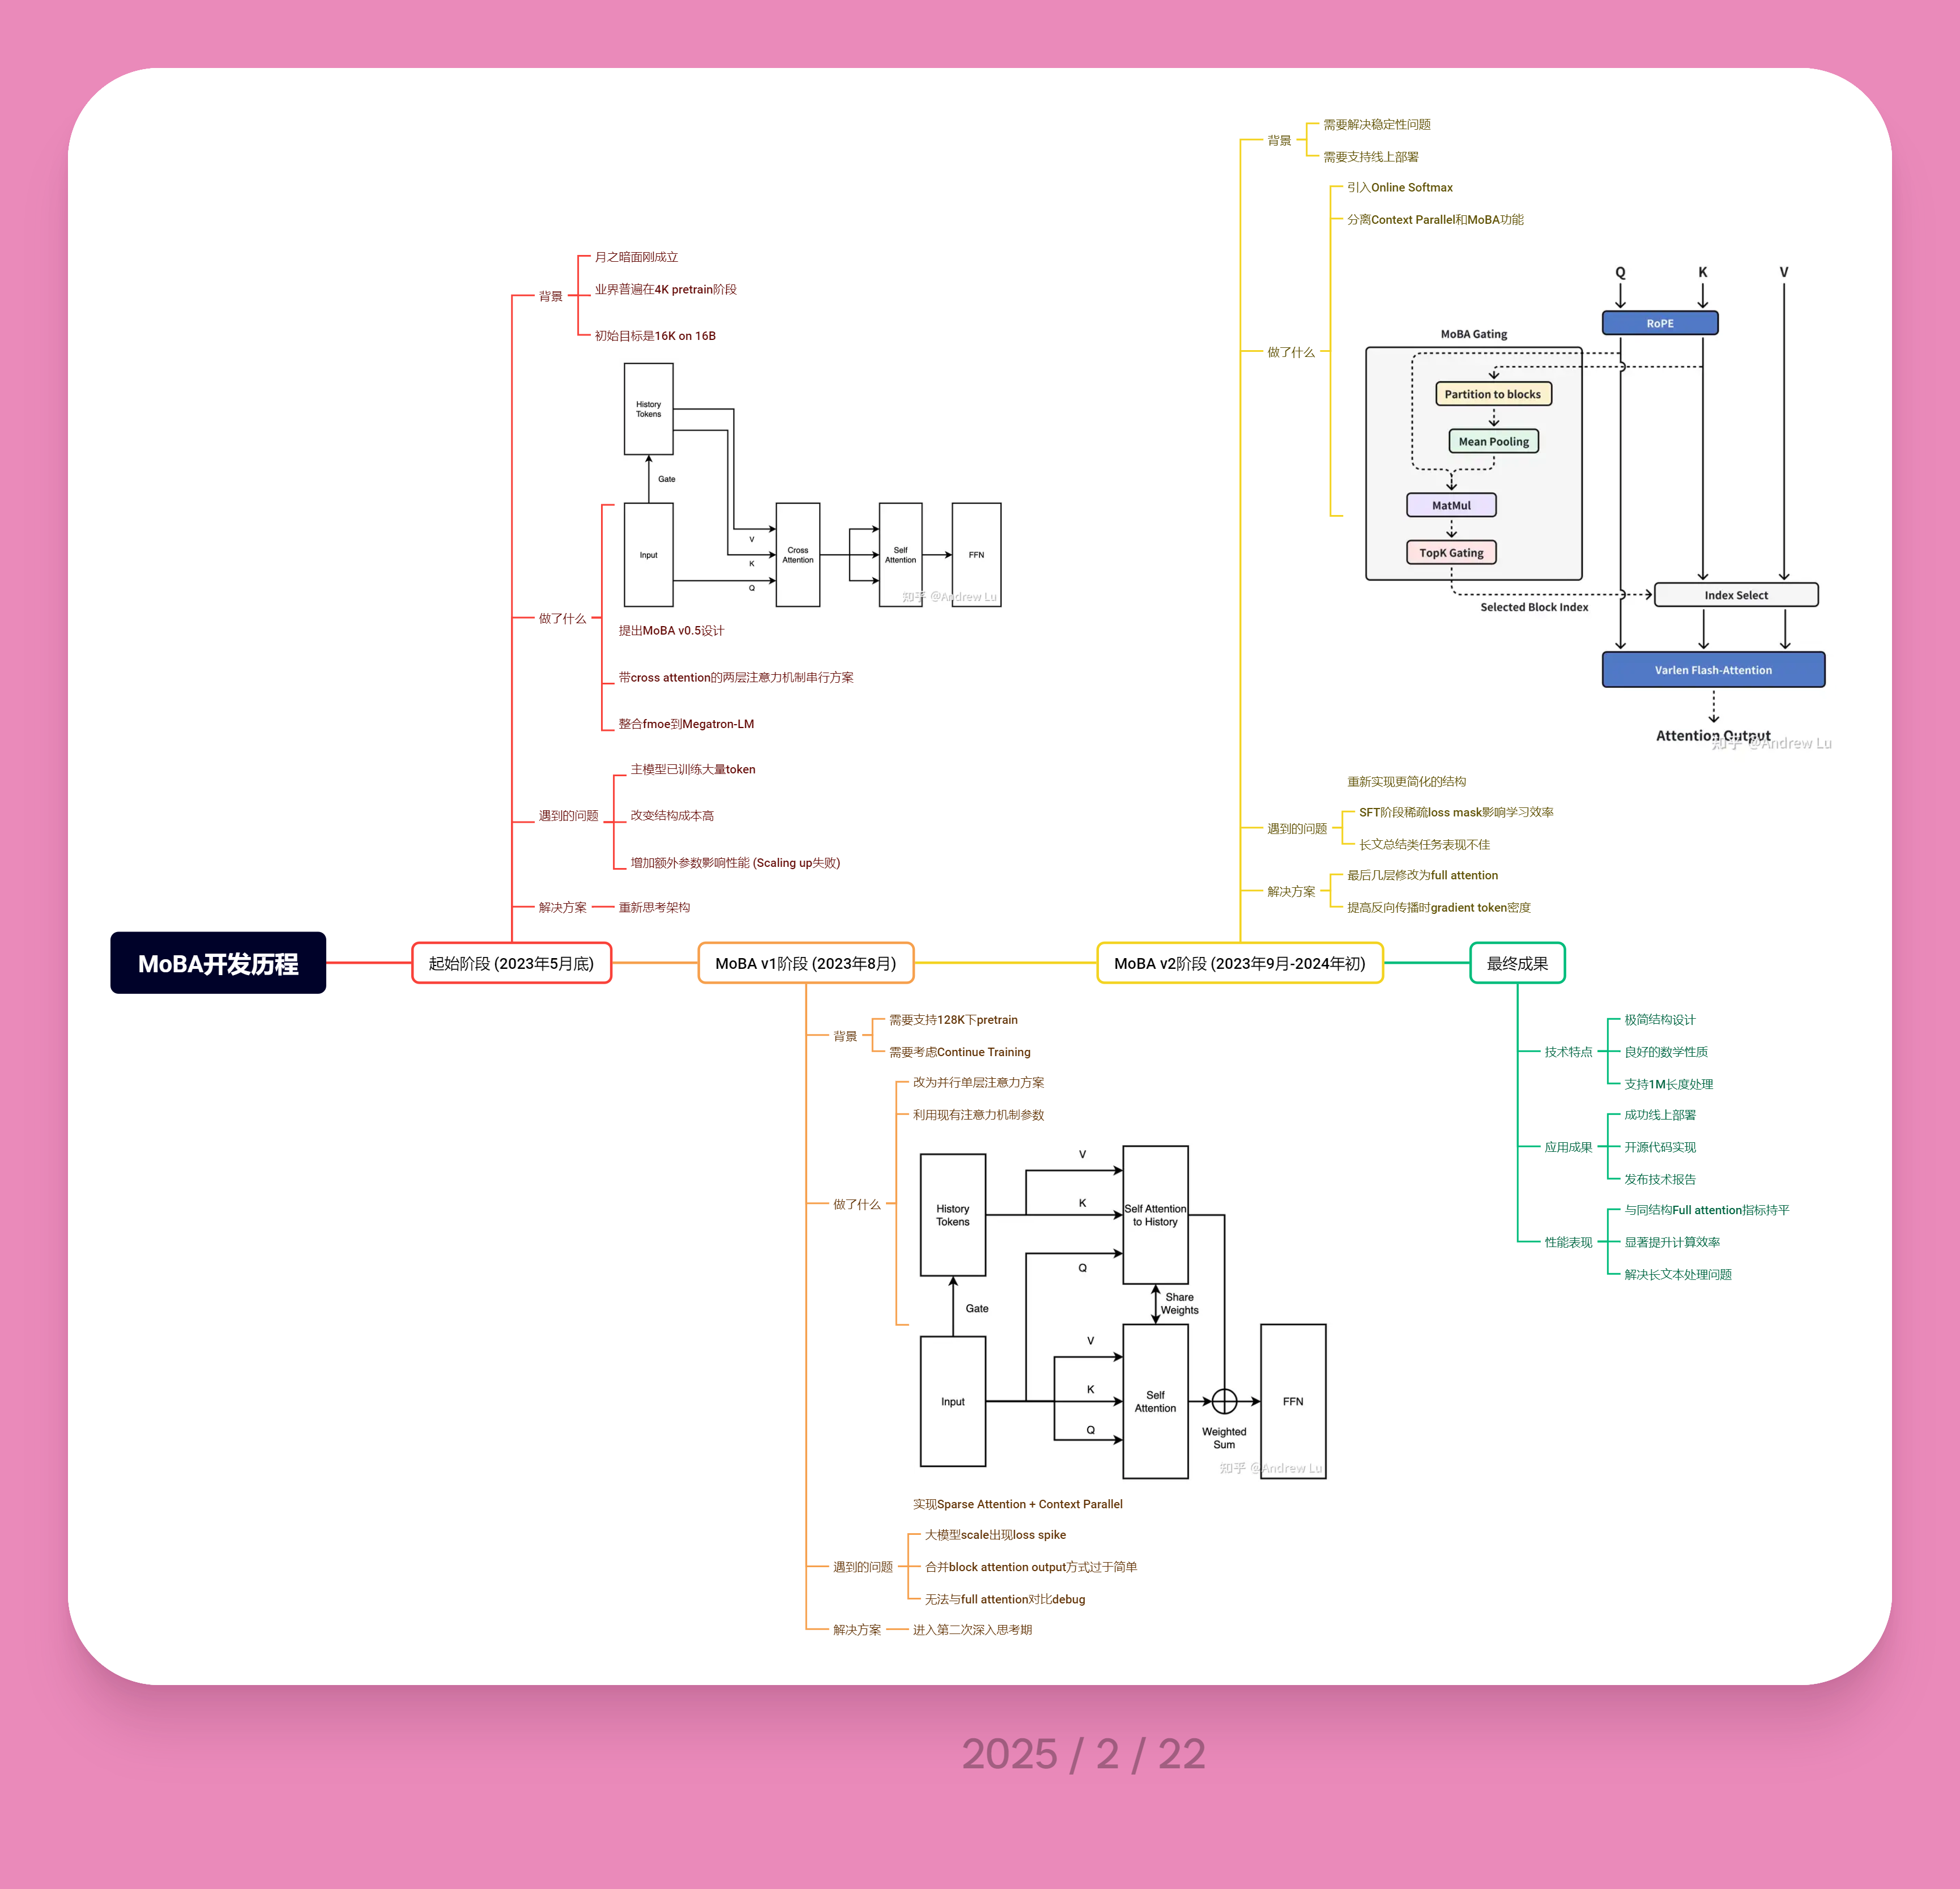 MoBA开发历程
起始阶段 (2023年5月底)
背景
月之暗面刚成立
业界普遍在4K pretrain阶段
初始目标是16K on 16B
做了什么
History
Tokens
Gate
Input
V
K
Q
Cross
Attention
Self
Attention
FFN
知乎 @Andrew Lu
提出MoBA v0.5设计
带cross attention的两层注意力机制串行方案
整合fmoe到Megatron-LM
遇到的问题
主模型已训练大量token
改变结构成本高
增加额外参数影响性能 (Scaling up失败)
解决方案
重新思考架构
MoBA v1阶段 (2023年8月)
背景
需要支持128K下pretrain
需要考虑Continue Training
做了什么
改为并行单层注意力方案
利用现有注意力机制参数
History
Tokens
V
K
Q
Self Attention
to History
Gate
Share
Weights
Input
V
K
Q
Self
Attention
Weighted
Sum
FFN
知乎 @Andrew Lu
实现Sparse Attention + Context Parallel
遇到的问题
大模型scale出现loss spike
合并block attention output方式过于简单
无法与full attention对比debug
解决方案
进入第二次深入思考期
MoBA v2阶段 (2023年9月-2024年初)
背景
需要解决稳定性问题
需要支持线上部署
做了什么
引入Online Softmax
分离Context Parallel和MoBA功能
Q
K
V
RoPE
MoBA Gating
Partition to blocks
Mean Pooling
MatMul
TopK Gating
Selected Block Index
Index Select
Varlen Flash-Attention
Attention Output
知乎 @Andrew Lu
重新实现更简化的结构
遇到的问题
SFT阶段稀疏loss mask影响学习效率
长文总结类任务表现不佳
解决方案
最后几层修改为full attention
提高反向传播时gradient token密度
最终成果
技术特点
极简结构设计
良好的数学性质
支持1M长度处理
应用成果
成功线上部署
开源代码实现
发布技术报告
性能表现
与同结构Full attention指标持平
显著提升计算效率
解决长文本处理问题
2025 / 2 / 22